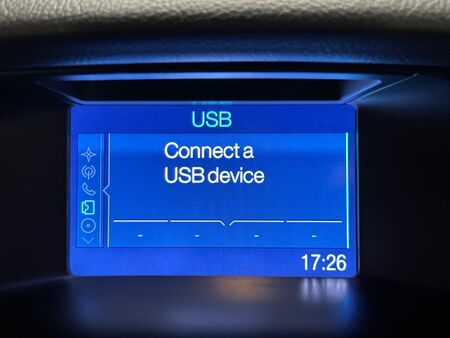 USB
Connect a
USB device
- - - -
17:26